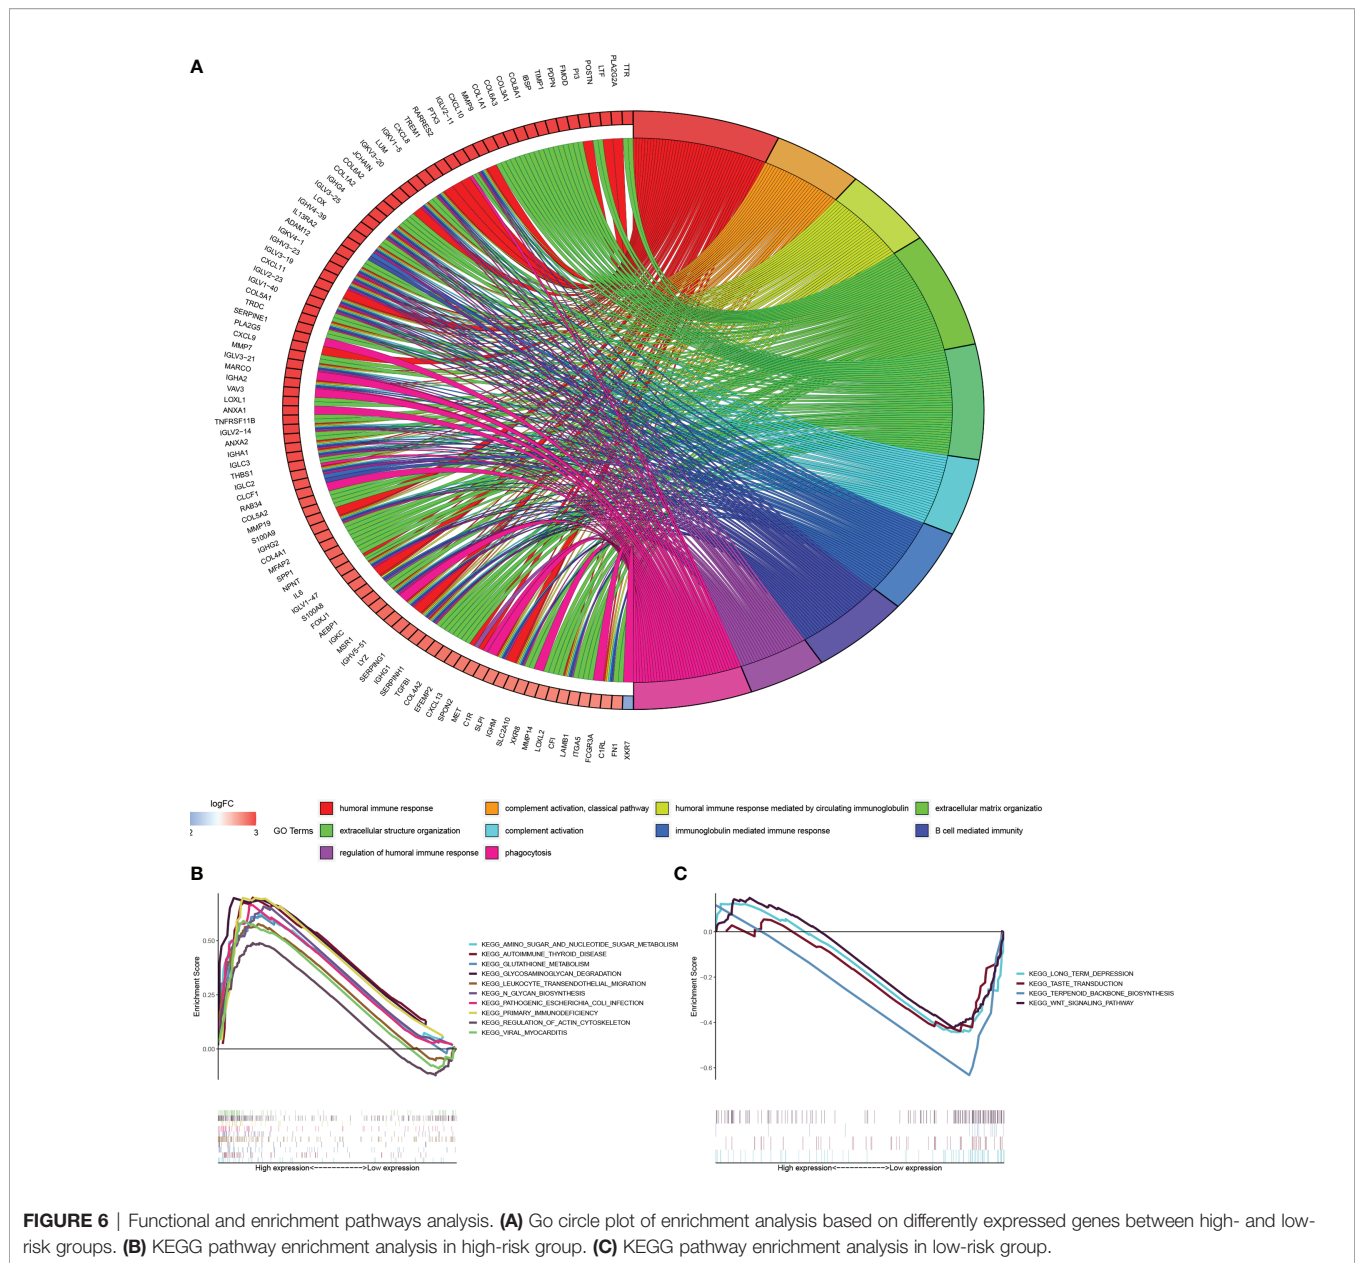 A
TTR
PLA2G2A
LTF
POSTN
PI3
FMOD
PDPN
TIMP1
IBSP
COL8A1
COL3A1
COL6A3
COL1A1
MMP9
CXCL10
IGLV2-11
PTX3
RARRES2
TREM1
CXCL8
IGKV1-5
LUM
IGKV3-20
JCHAIN
COL6A2
COL1A2
IGHG4
IGLV3-25
LOX
IGHV4-39
IL13RA2
ADAM12
IGKV4-1
IGHV3-23
IGLV3-19
CXCL11
IGLV2-23
IGLV1-40
COL5A1
TRDC
SERPINE1
PLA2G5
CXCL9
MMP7
IGLV3-21
MARCO
IGHA2
VAV3
LOXL1
ANXA1
TNFRSF11B
IGLV2-14
ANXA2
IGHA1
IGLC3
THBS1
IGLC2
CLCF1
RAB34
COL5A2
MMP19
S100A9
IGHG2
COL4A1
MFAP2
SPP1
NPNT
IL6
IGLV1-47
S100A8
FOXJ1
AEBP1
IGKC
MSR1
IGHV5-51
LYZ
SERPING1
IGHG1
SERPINH1
TGFBI
COL4A2
EFEMP2
CXCL13
SPON2
MET
C1R
SLPI
IGHM
SLC2A10
XKR8
MMP14
LOXL2
CFI
LAMB1
ITGA5
FCGR3A
C1RL
FN1
XKR7
logFC
2 3
GO Terms
humoral immune response
complement activation, classical pathway
humoral immune response mediated by circulating immunoglobulin
extracellular matrix organizatio
extracellular structure organization
complement activation
immunoglobulin mediated immune response
B cell mediated immunity
regulation of humoral immune response
phagocytosis
B
Enrichment Score
0.50
0.25
0.00
KEGG_AMINO_SUGAR_AND_NUCLEOTIDE_SUGAR_METABOLISM
KEGG_AUTOIMMUNE_THYROID_DISEASE
KEGG_GLUTATHIONE_METABOLISM
KEGG_GLYCOSAMINOGLYCAN_DEGRADATION
KEGG_LEUKOCYTE_TRANSENDOTHELIAL_MIGRATION
KEGG_N_GLYCAN_BIOSYNTHESIS
KEGG_PATHOGENIC_ESCHERICHIA_COLI_INFECTION
KEGG_PRIMARY_IMMUNODEFICIENCY
KEGG_REGULATION_OF_ACTIN_CYTOSKELETON
KEGG_VIRAL_MYOCARDITIS
High expression<------------->Low expression
C
Enrichment Score
0.0
-0.2
-0.4
-0.6
KEGG_LONG_TERM_DEPRESSION
KEGG_TASTE_TRANSDUCTION
KEGG_TERPENOID_BACKBONE_BIOSYNTHESIS
KEGG_WNT_SIGNALING_PATHWAY
High expression<------------->Low expression
FIGURE 6 | Functional and enrichment pathways analysis. (A) Go circle plot of enrichment analysis based on differently expressed genes between high- and low-
risk groups. (B) KEGG pathway enrichment analysis in high-risk group. (C) KEGG pathway enrichment analysis in low-risk group.